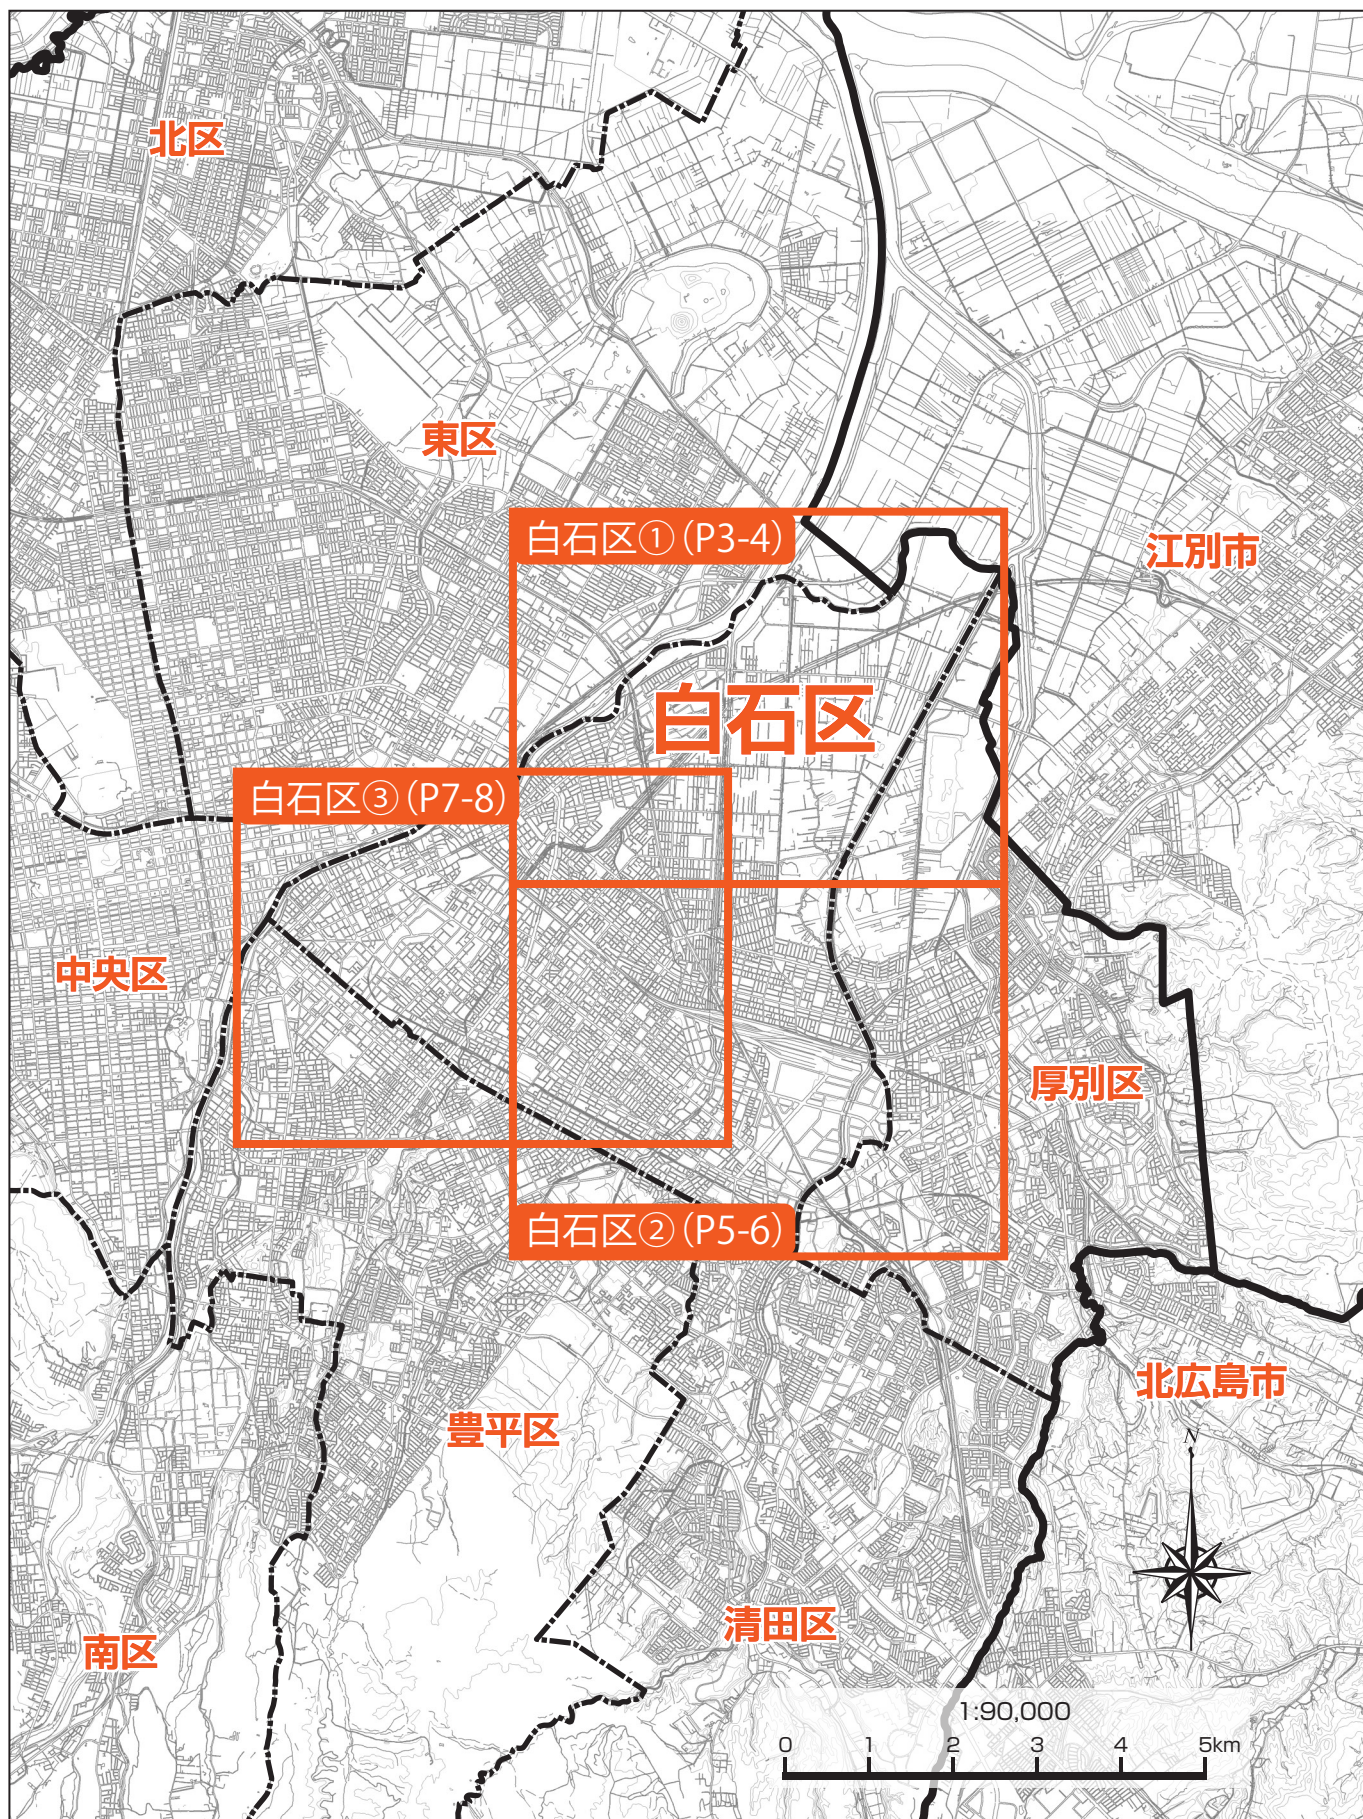 北区
東区
白石区①(P3-4)
江別市
白石区
白石区③(P7-8)
中央区
厚別区
白石区②(P5-6)
北広島市
豊平区
N
清田区
南区
1:90,000
0 1 2 3 4 5km